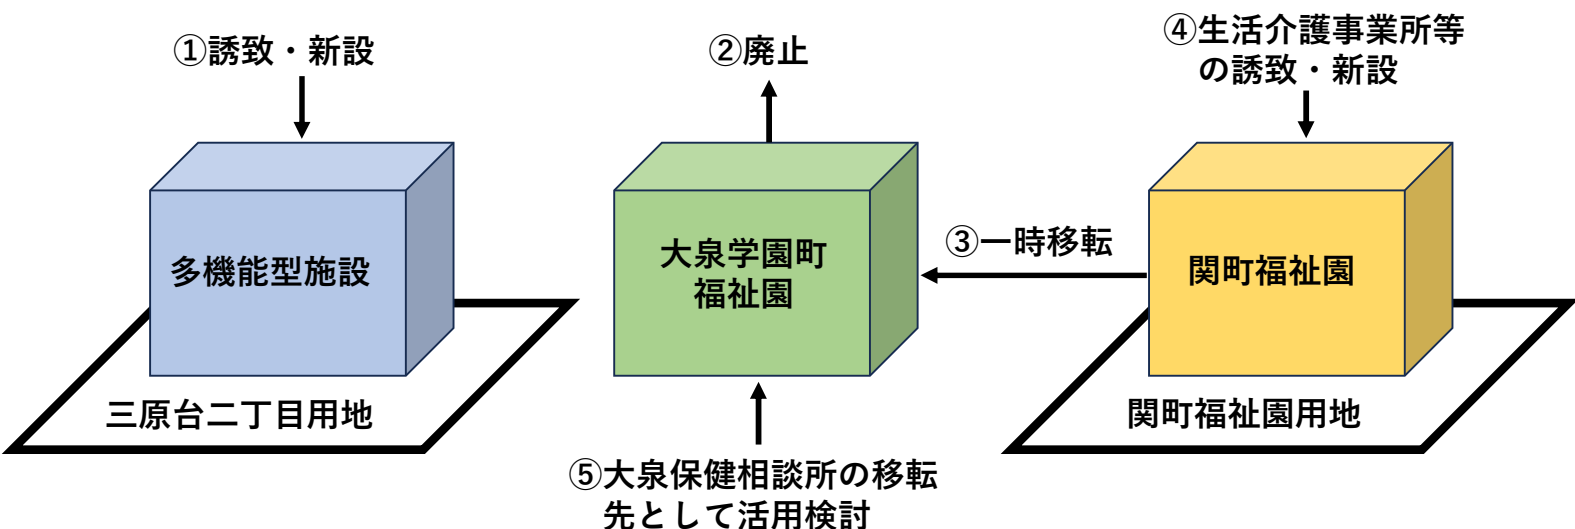 ①誘致・新設
②廃止
④生活介護事業所等
の誘致・新設
多機能型施設
大泉学園町
福祉園
③一時移転
関町福祉園
三原台二丁目用地
関町福祉園用地
⑤大泉保健相談所の移転
先として活用検討